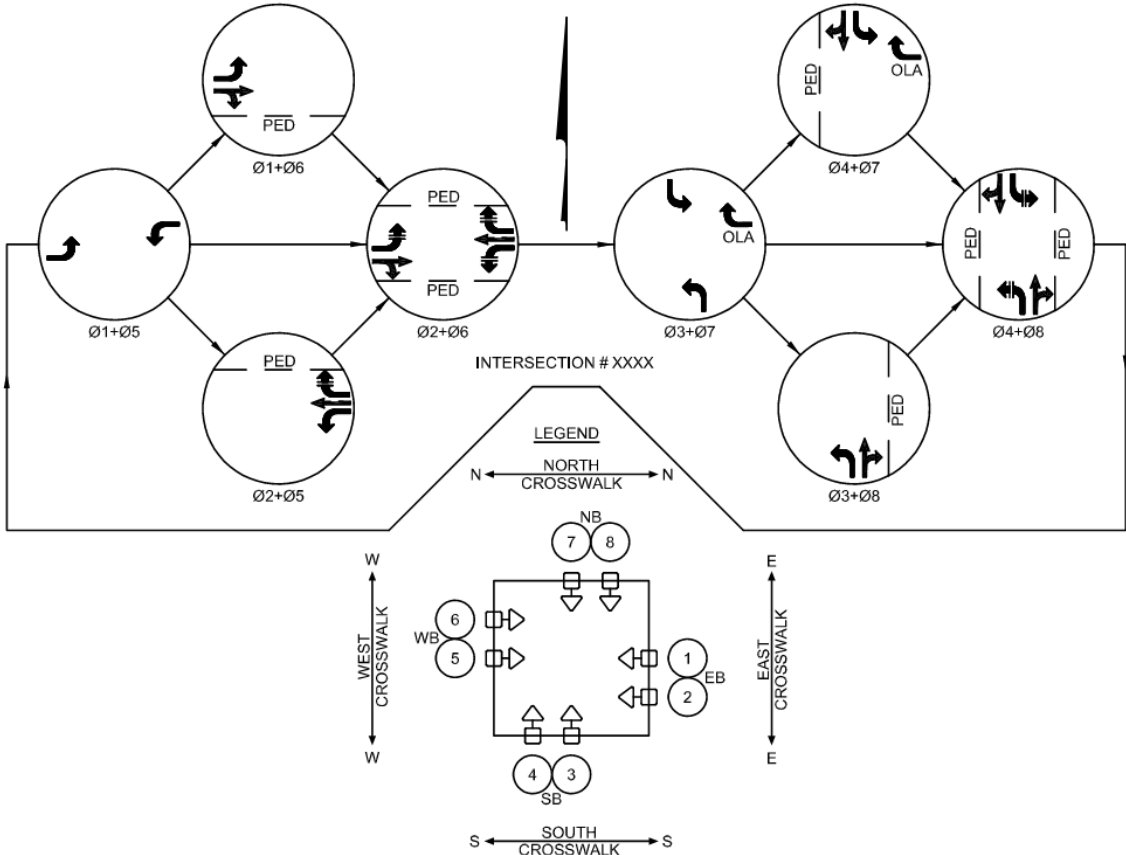 PED
Ø1+Ø6
OLA
PED
Ø4+Ø7
Ø1+Ø5
PED
PED
Ø2+Ø6
OLA
Ø3+Ø7
PED
PED
Ø4+Ø8
INTERSECTION # XXXX
PED
Ø2+Ø5
PED
Ø3+Ø8
LEGEND
N NORTH N
CROSSWALK
NB
7 8
W
WEST
CROSSWALK
W
6
WB
5
1
EB
2
E
EAST
CROSSWALK
E
4 3
SB
S SOUTH S
CROSSWALK